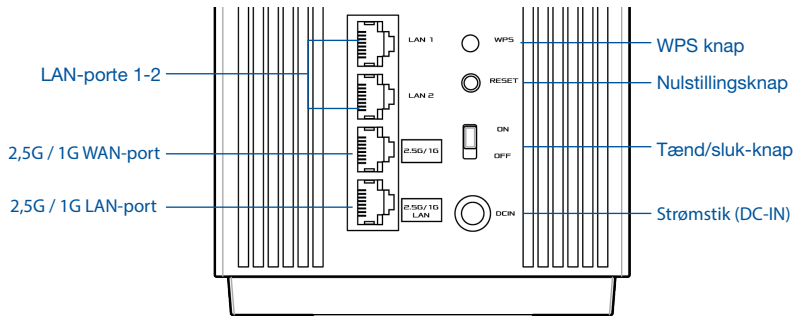 LAN-porte 1-2
2,5G / 1G WAN-port
2,5G / 1G LAN-port
LAN 1
LAN 2
2.5G/1G
2.5G/1G
LAN
WPS
RESET
ON
OFF
DCIN
WPS knap
Nulstillingsknap
Tænd/sluk-knap
Strømstik (DC-IN)